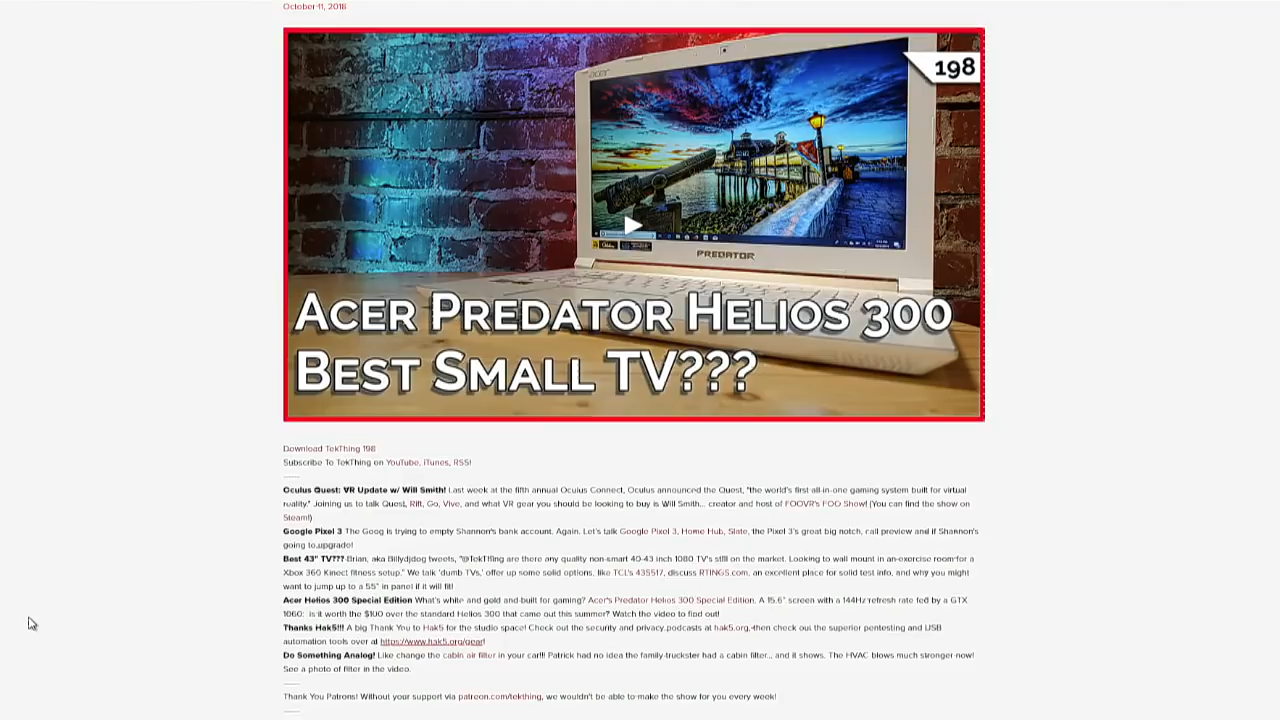 October 11, 2018
acer
198
PREDATOR
ACER PREDATOR HELIOS 300
BEST SMALL TV???
Download TekThing 198
Subscribe To TekThing on YouTube, iTunes, RSS!
Oculus Quest: VR Update w/ Will Smith! Last week at the fifth annual Oculus Connect, Oculus announced the Quest, "the world's first all-in-one gaming system built for virtual
reality." Joining us to talk Quest, Rift, Go, Vive, and what VR gear you should be looking to buy is Will Smith... creator and host of FOOVR's FOO Show! (You can find the show on
Steam!)
Google Pixel 3 The Goog is trying to empty Shannon's bank account. Again. Let's talk Google Pixel 3, Home Hub, Slate, the Pixel 3's great big notch, call preview and if Shannon's
going to upgrade!
Best 43" TV??? Brian, aka Billydjdog tweets, "@TekThing are there any quality non-smart 40-43 inch 1080 TV's still on the market. Looking to wall mount in an exercise room for a
Xbox 360 Kinect fitness setup." We talk 'dumb TVs,' offer up some solid options, like TCL's 43S517, discuss RTINGS.com, an excellent place for solid test info, and why you might
want to jump up to a 55" in panel if it will fit!
Acer Helios 300 Special Edition What's white and gold and built for gaming? Acer's Predator Helios 300 Special Edition. A 15.6" screen with a 144Hz refresh rate fed by a GTX
1060; is it worth the $100 over the standard Helios 300 that came out this summer? Watch the video to find out!
Thanks Hak5!!! A big Thank You to Hak5 for the studio space! Check out the security and privacy podcasts at hak5.org, then check out the superior pentesting and USB
automation tools over at https://www.hak5.org/gear!
Do Something Analog! Like change the cabin air filter in your car!!! Patrick had no idea the family truckster had a cabin filter... and it shows. The HVAC blows much stronger now!
See a photo of filter in the video.
Thank You Patrons! Without your support via patreon.com/tekthing, we wouldn't be able to make the show for you every week!